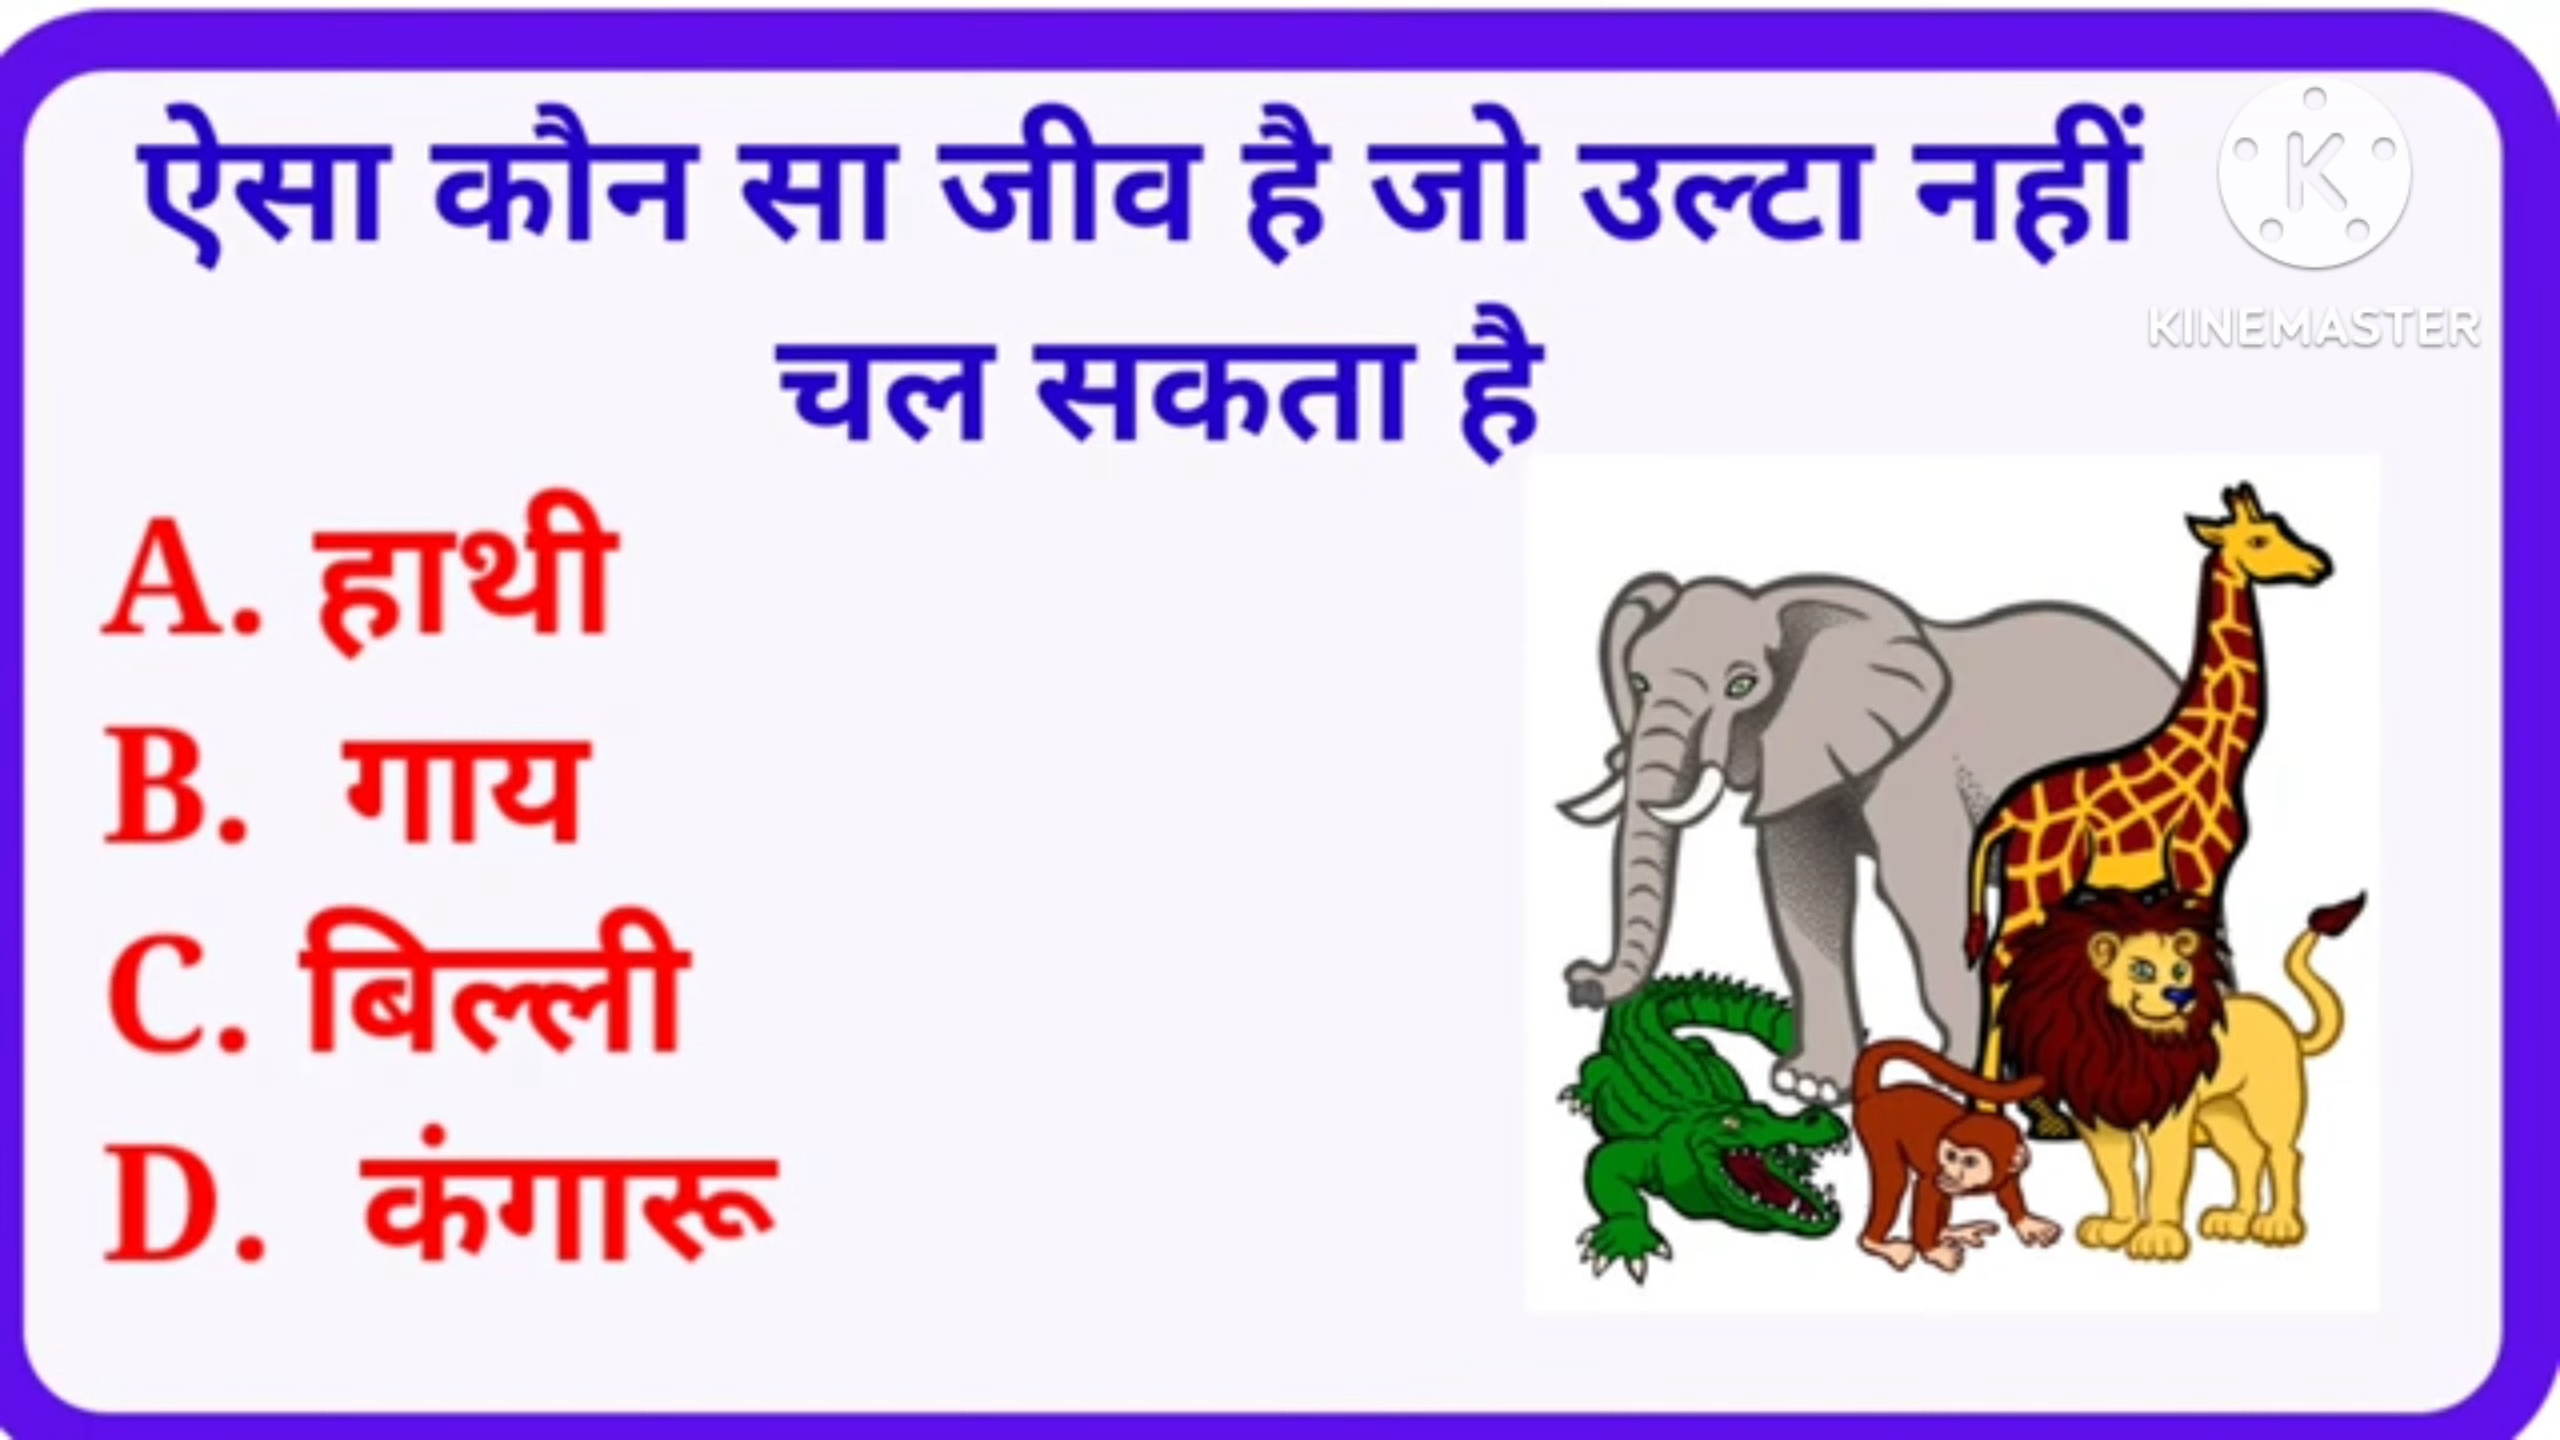 ऐसा कौन सा जीव है जो उल्टा नहीं
चल सकता है
KINEMASTER
A. हाथी
B. गाय
C. बिल्ली
D. कंगारू